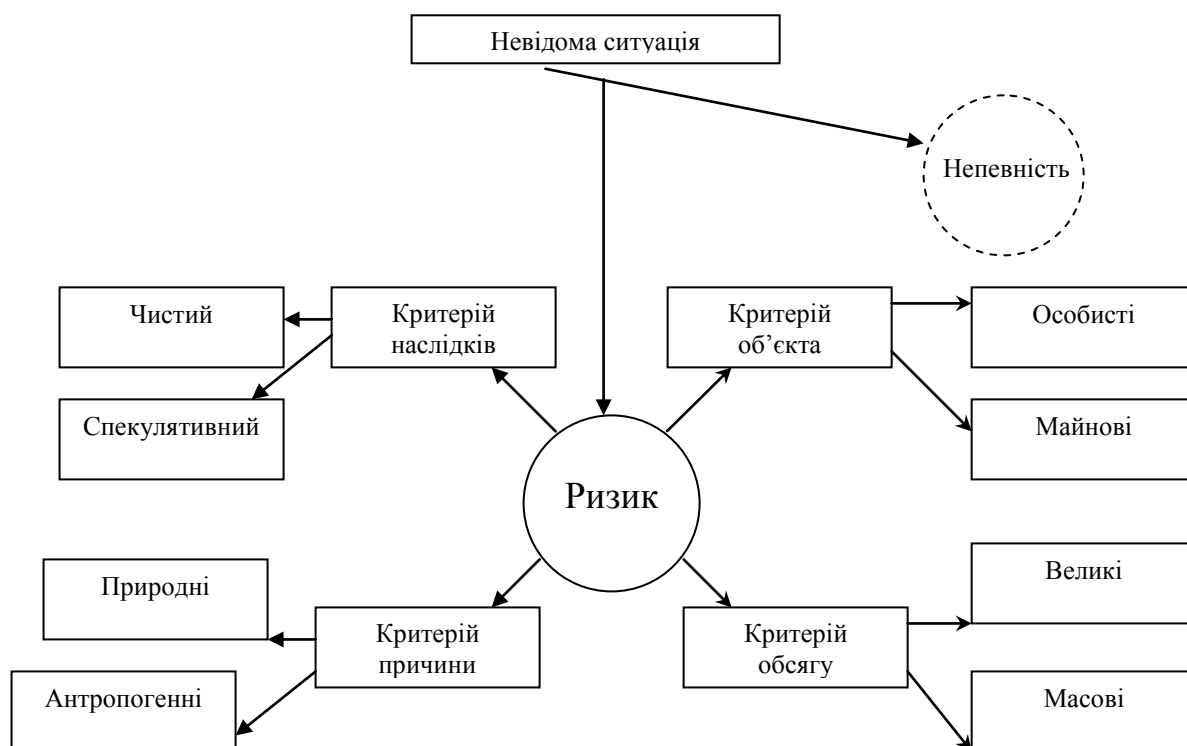 Невідома ситуація
Непевність
Чистий
Критерій
наслідків
Критерій
об’єкта
Особисті
Спекулятивний
Майнові
Ризик
Природні
Критерій
причини
Критерій
обсягу
Великі
Антропогенні
Масові